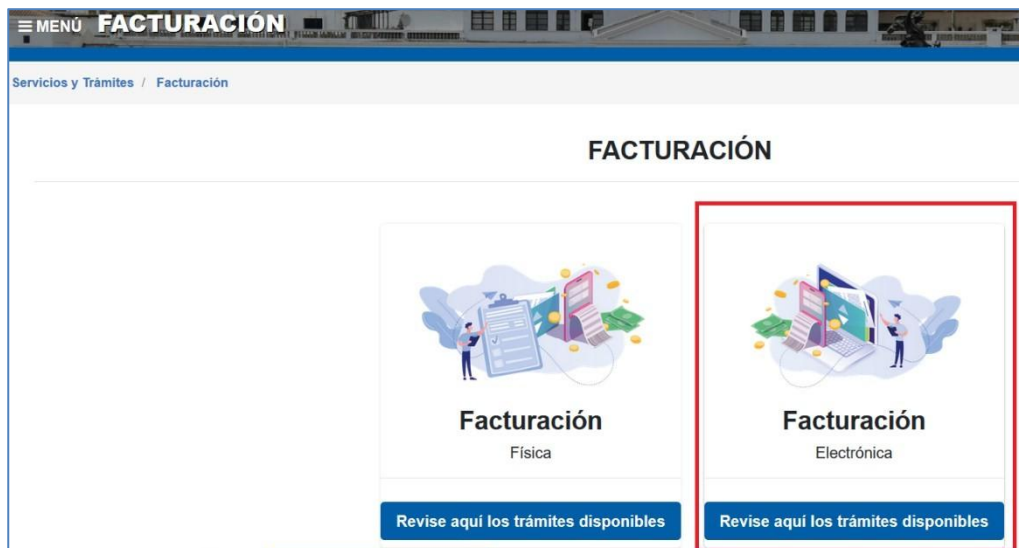 ≡ MENÚ FACTURACIÓN
Servicios y Trámites / Facturación
FACTURACIÓN
Facturación
Física
Revise aquí los trámites disponibles
Facturación
Electrónica
Revise aquí los trámites disponibles